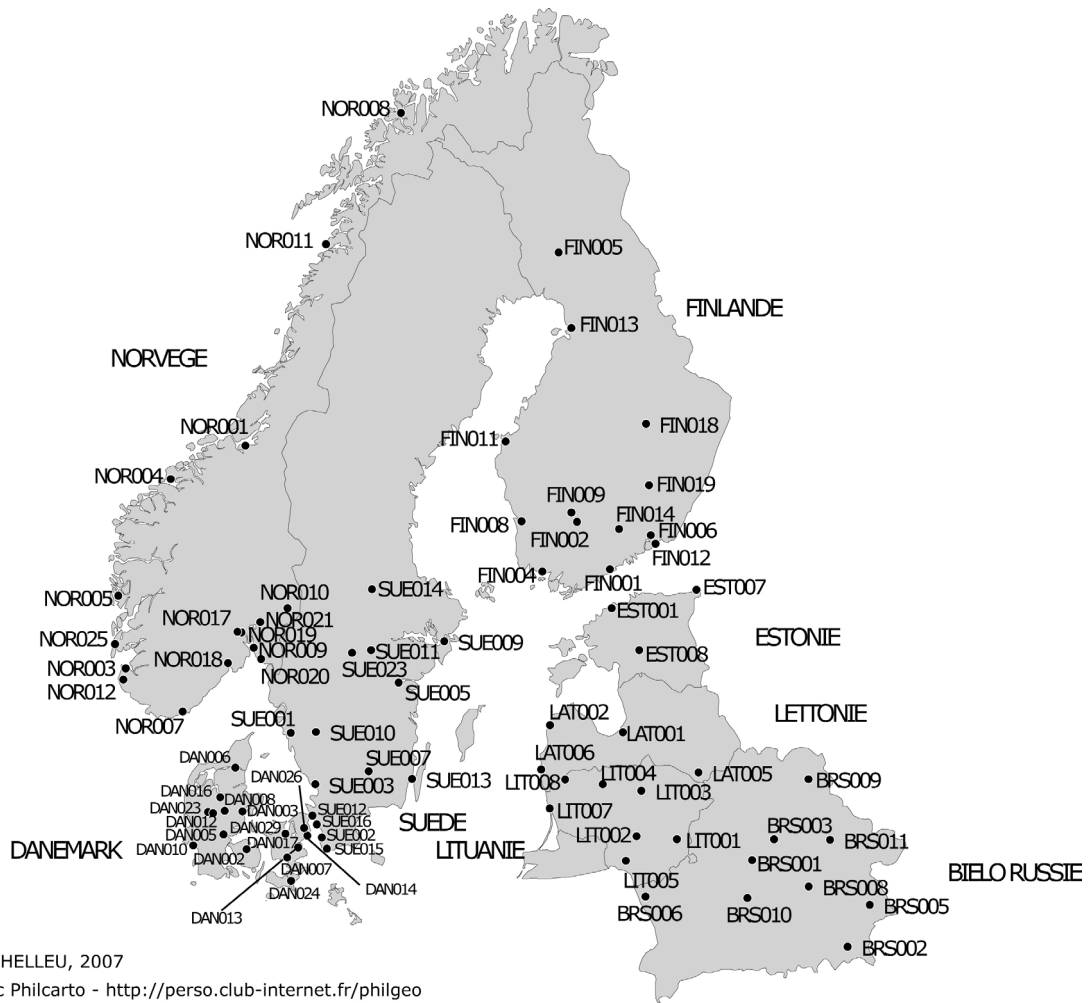 NOR008
NOR011
FIN005
FINLANDE
FIN013
NORVEGE
NOR001
FIN018
FIN011
NOR004
FIN019
FIN009
FIN014
FIN008
FIN006
FIN002
FIN012
FIN004
FIN001
EST007
SUE014
NOR005
NOR010
EST001
NOR021
NOR017
NOR019
ESTONIE
NOR025
SUE009
NOR009
SUE011
EST008
NOR018
SUE023
NOR003
NOR020
NOR012
SUE005
LAT002
LETTONIE
NOR007
SUE001
SUE010
LAT001
DAN006
LAT006
SUE007
DAN026
LIT004
LAT005
LIT008
SUE013
BRS009
SUE003
DAN016
LIT003
DAN008
DAN023
DAN003
SUE012
LIT007
DAN012
SUE016
SUEDE
BRS003
DAN029
DAN005
SUE002
LIT002
LIT001
BRS011
DAN017
DANEMARK
DAN010
SUE015
LITUANIE
DAN002
BRS001
DAN007
BIELO RUSSIE
LIT005
BRS008
DAN014
DAN024
BRS005
BRS006
BRS010
DAN013
BRS002
HELLEU, 2007
c Philcarto - http://perso.club-internet.fr/philgeo